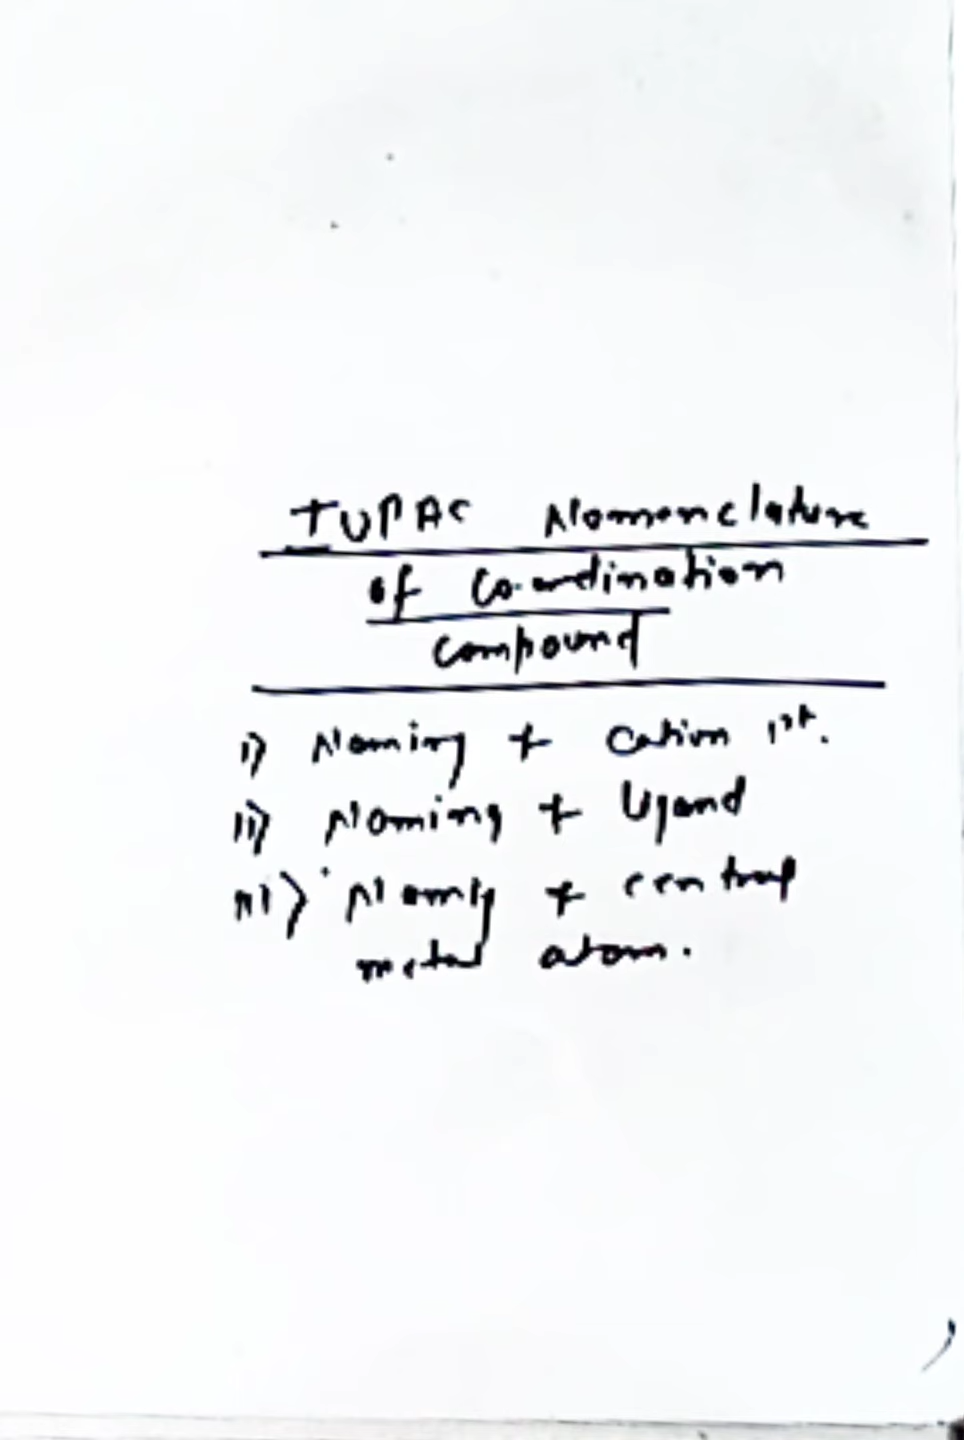 IUPAC Nomenclature
of Co-ordination
compound
i) Naming + cation 1st.
ii) Naming + Ligand
iii) Naming + central
metal atom.